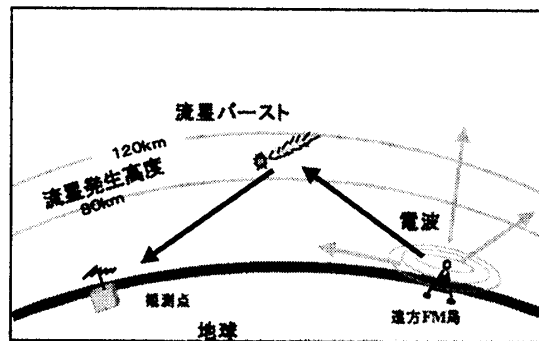 流星バースト
120km
流星発生高度
80km
電波
観測点
遠方FM局
地球